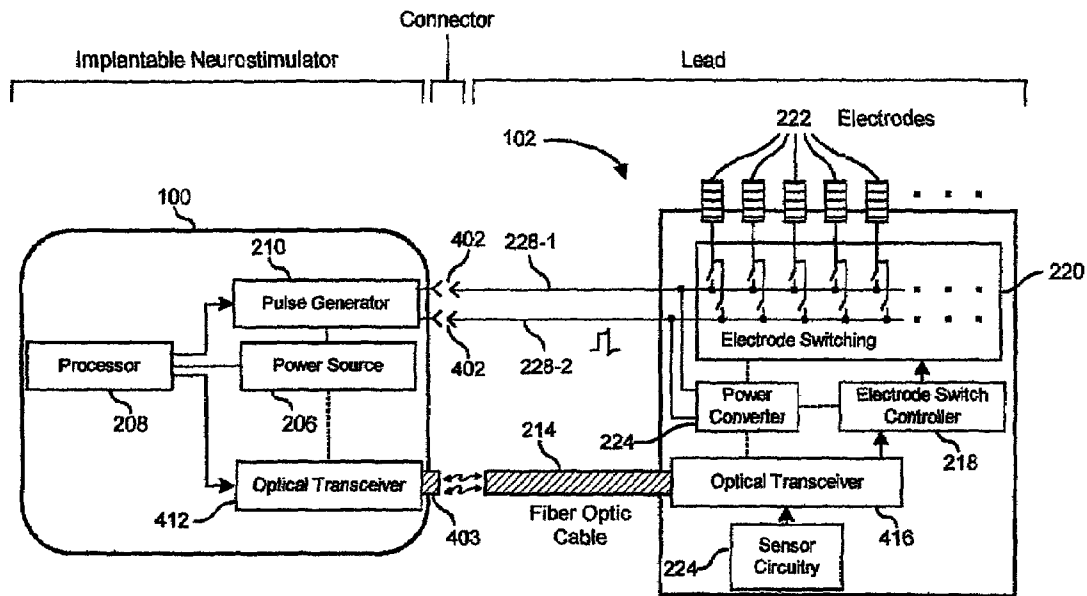 Connector
Implantable Neurostimulator
Lead
222 Electrodes
102
100
210
402
228-1
220
Pulse Generator
Electrode Switching
Processor
Power Source
402
228-2
208
206
Power
Converter
Electrode Switch
Controller
224
218
214
Optical Transceiver
Optical Transceiver
412
403
Fiber Optic
Cable
416
224
Sensor
Circuitry